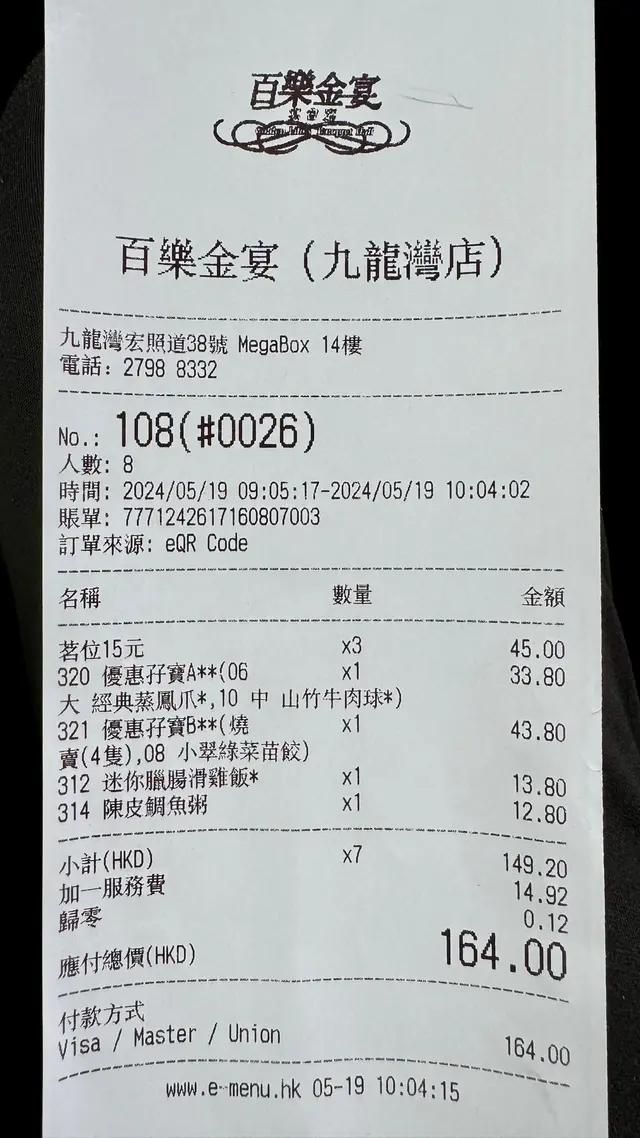 百樂金宴
百樂金宴(九龍灣店)
九龍灣宏照道38號 MegaBox 14樓
電話: 2798 8332
No.: 108(#0026)
人數: 8
時間: 2024/05/19 09:05:17-2024/05/19 10:04:02
賬單: 7771242617160807003
訂單來源: eQR Code
名稱 數量 金額
茗位15元 x3 45.00
320 優惠孖寶A**(06 x1 33.80
大 經典蒸鳳爪*,10 中 山竹牛肉球*)
321 優惠孖寶B**(燒 x1 43.80
賣(4隻),08 小翠綠菜苗餃)
312 迷你臘腸滑雞飯* x1 13.80
314 陳皮鯛魚粥 x1 12.80
小計(HKD) x7 149.20
加一服務費 14.92
歸零 0.12
應付總價(HKD) 164.00
付款方式
Visa / Master / Union 164.00
www.e-menu.hk 05-19 10:04:15